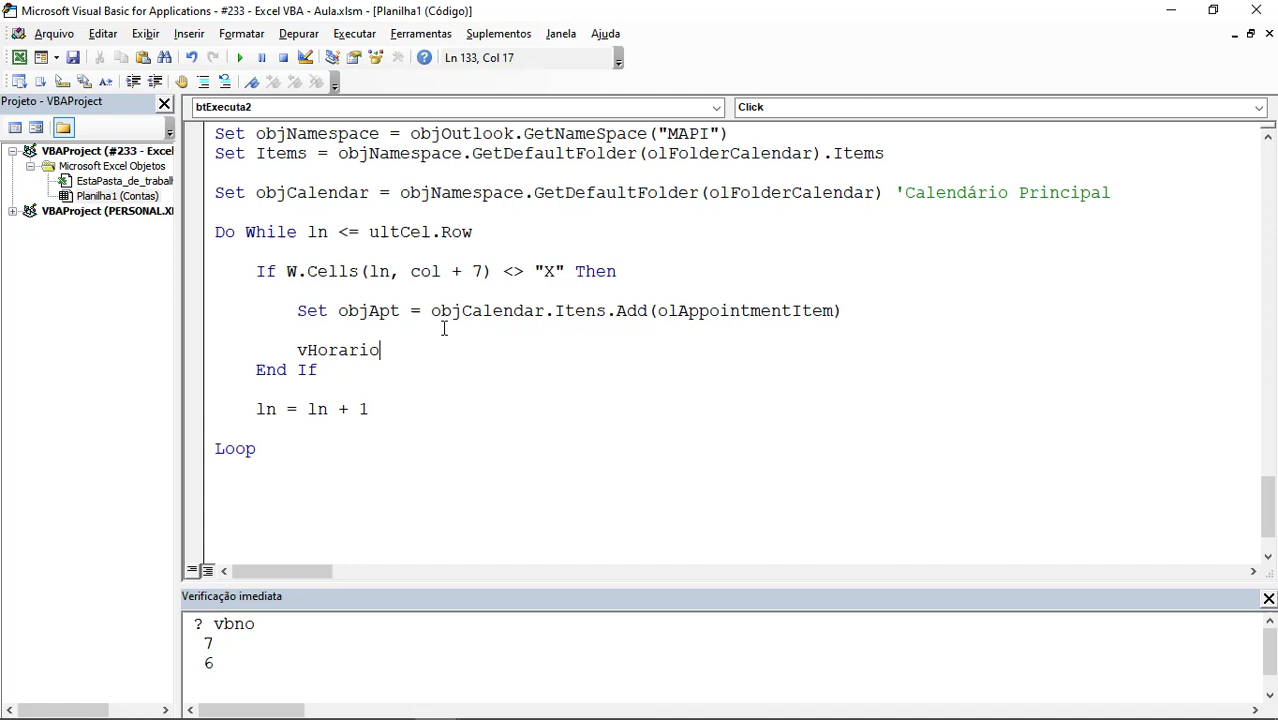 Microsoft Visual Basic for Applications - #233 - Excel VBA - Aula.xlsm - [Planilha1 (Código)]
Arquivo Editar Exibir Inserir Formatar Depurar Executar Ferramentas Suplementos Janela Ajuda
Ln 133, Col 17
Projeto - VBAProject
btExecuta2
Click
VBAProject (#233 - Excel
Microsoft Excel Objetos
EstaPasta_de_trabal
Planilha1 (Contas)
VBAProject (PERSONAL.XL
Set objNamespace = objOutlook.GetNameSpace("MAPI")
Set Items = objNamespace.GetDefaultFolder(olFolderCalendar).Items
Set objCalendar = objNamespace.GetDefaultFolder(olFolderCalendar) 'Calendário Principal
Do While ln <= ultCel.Row
If W.Cells(ln, col + 7) <> "X" Then
Set objApt = objCalendar.Itens.Add(olAppointmentItem)
vHorario
End If
ln = ln + 1
Loop
Verificação imediata
? vbno
7
6